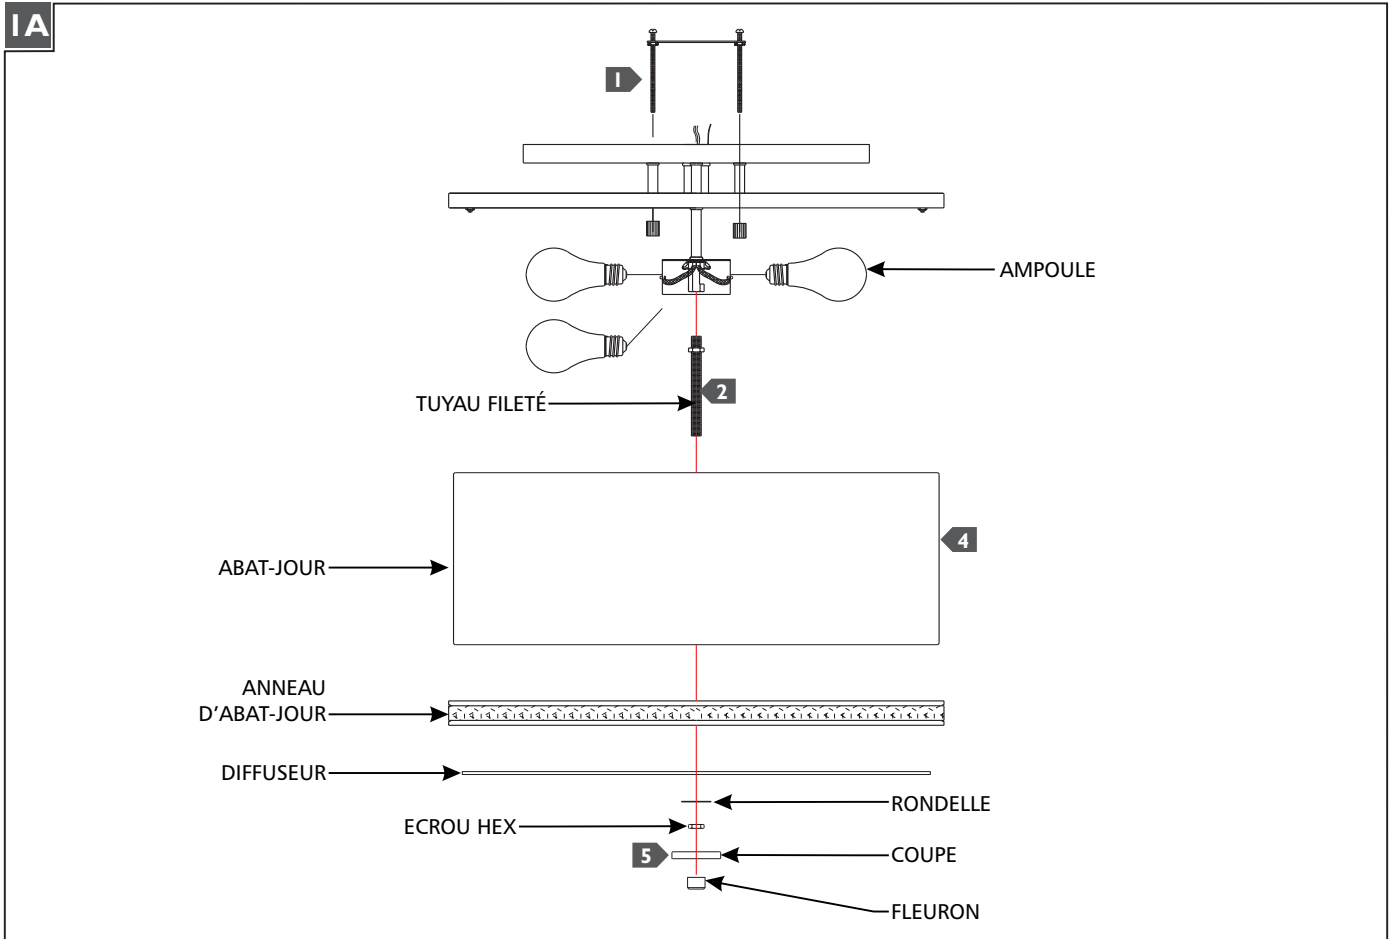 1A
1
AMPOULE
2
TUYAU FILETÉ
4
ABAT-JOUR
ANNEAU
D’ABAT-JOUR
DIFFUSEUR
RONDELLE
ECROU HEX
5
COUPE
FLEURON